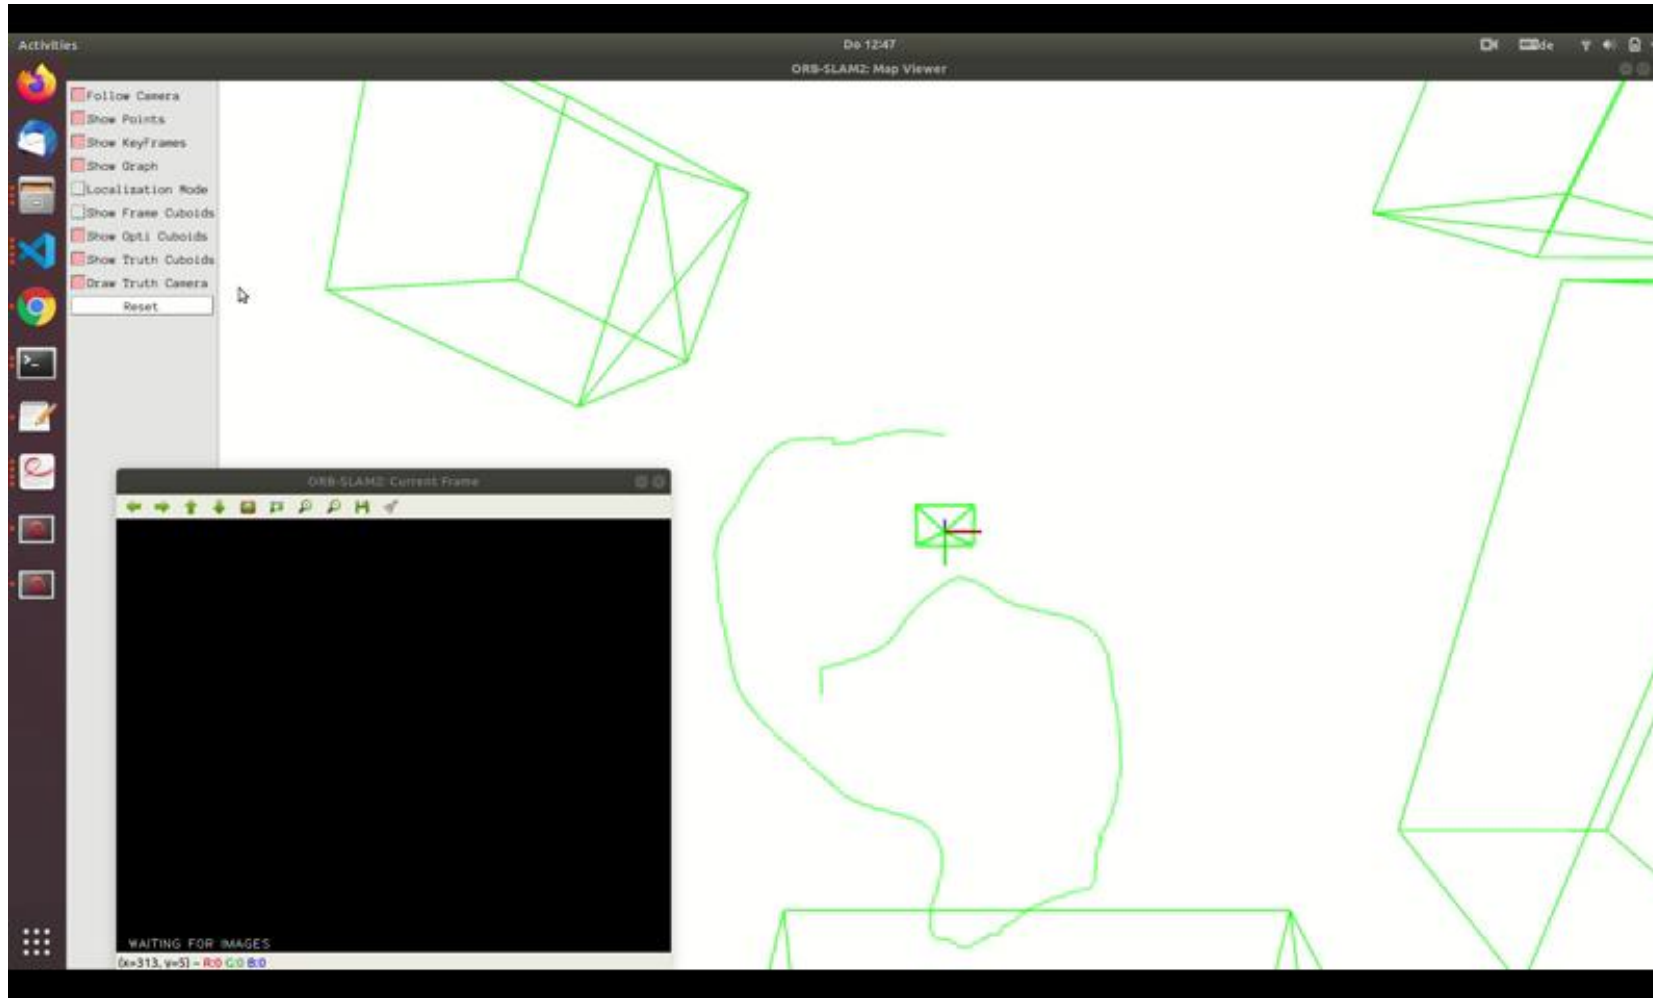 Activities
Do 12:47
de
ORB-SLAM2: Map Viewer
Follow Camera
Show Points
Show KeyFrames
Show Graph
Localization Mode
Show Frame Cuboids
Show Opti Cuboids
Show Truth Cuboids
Draw Truth Camera
Reset
ORB-SLAM2: Current Frame
WAITING FOR IMAGES
(x=313, y=5) ~ R:0 G:0 B:0